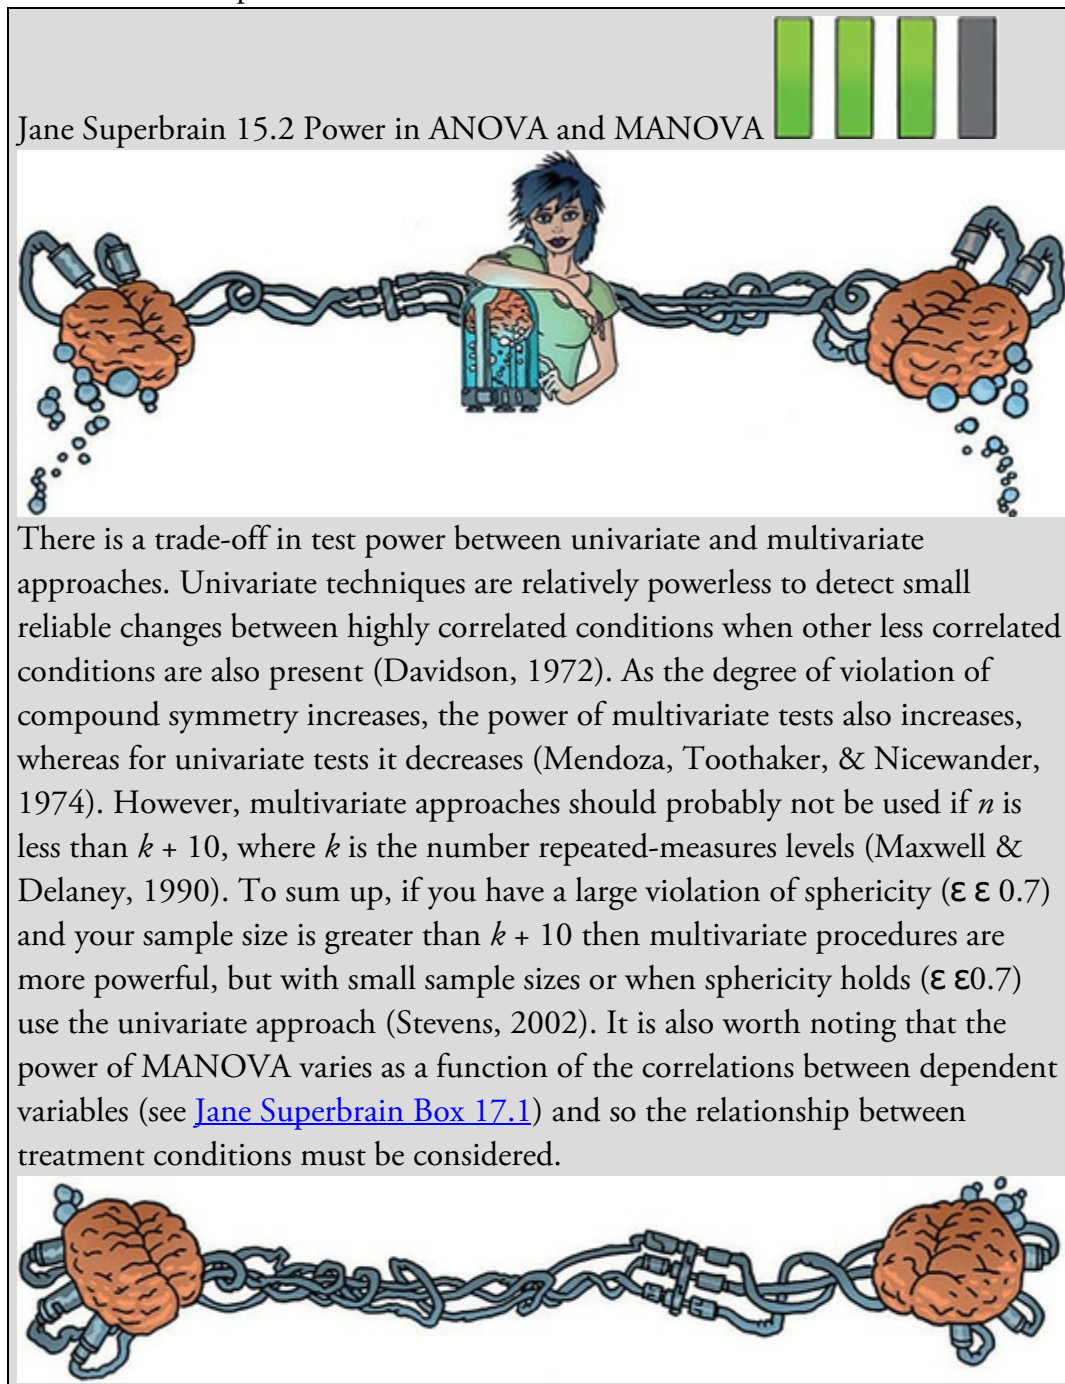 Jane Superbrain 15.2 Power in ANOVA and MANOVA
There is a trade-off in test power between univariate and multivariate
approaches. Univariate techniques are relatively powerless to detect small
reliable changes between highly correlated conditions when other less correlated
conditions are also present (Davidson, 1972). As the degree of violation of
compound symmetry increases, the power of multivariate tests also increases,
whereas for univariate tests it decreases (Mendoza, Toothaker, & Nicewander,
1974). However, multivariate approaches should probably not be used if n is
less than k + 10, where k is the number repeated-measures levels (Maxwell &
Delaney, 1990). To sum up, if you have a large violation of sphericity (ε ε 0.7)
and your sample size is greater than k + 10 then multivariate procedures are
more powerful, but with small sample sizes or when sphericity holds (ε ε0.7)
use the univariate approach (Stevens, 2002). It is also worth noting that the
power of MANOVA varies as a function of the correlations between dependent
variables (see Jane Superbrain Box 17.1) and so the relationship between
treatment conditions must be considered.